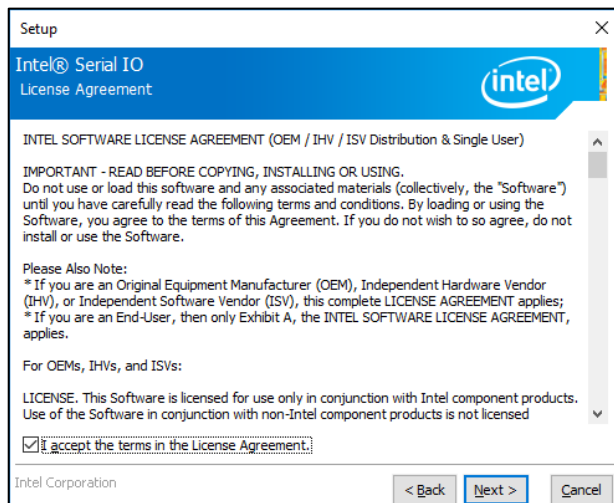 Setup
Intel® Serial IO
License Agreement
intel
INTEL SOFTWARE LICENSE AGREEMENT (OEM / IHV / ISV Distribution & Single User)
IMPORTANT - READ BEFORE COPYING, INSTALLING OR USING.
Do not use or load this software and any associated materials (collectively, the "Software")
until you have carefully read the following terms and conditions. By loading or using the
Software, you agree to the terms of this Agreement. If you do not wish to so agree, do not
install or use the Software.
Please Also Note:
* If you are an Original Equipment Manufacturer (OEM), Independent Hardware Vendor
(IHV), or Independent Software Vendor (ISV), this complete LICENSE AGREEMENT applies;
* If you are an End-User, then only Exhibit A, the INTEL SOFTWARE LICENSE AGREEMENT,
applies.
For OEMs, IHVs, and ISVs:
LICENSE. This Software is licensed for use only in conjunction with Intel component products.
Use of the Software in conjunction with non-Intel component products is not licensed
I accept the terms in the License Agreement.
Intel Corporation
< Back
Next >
Cancel